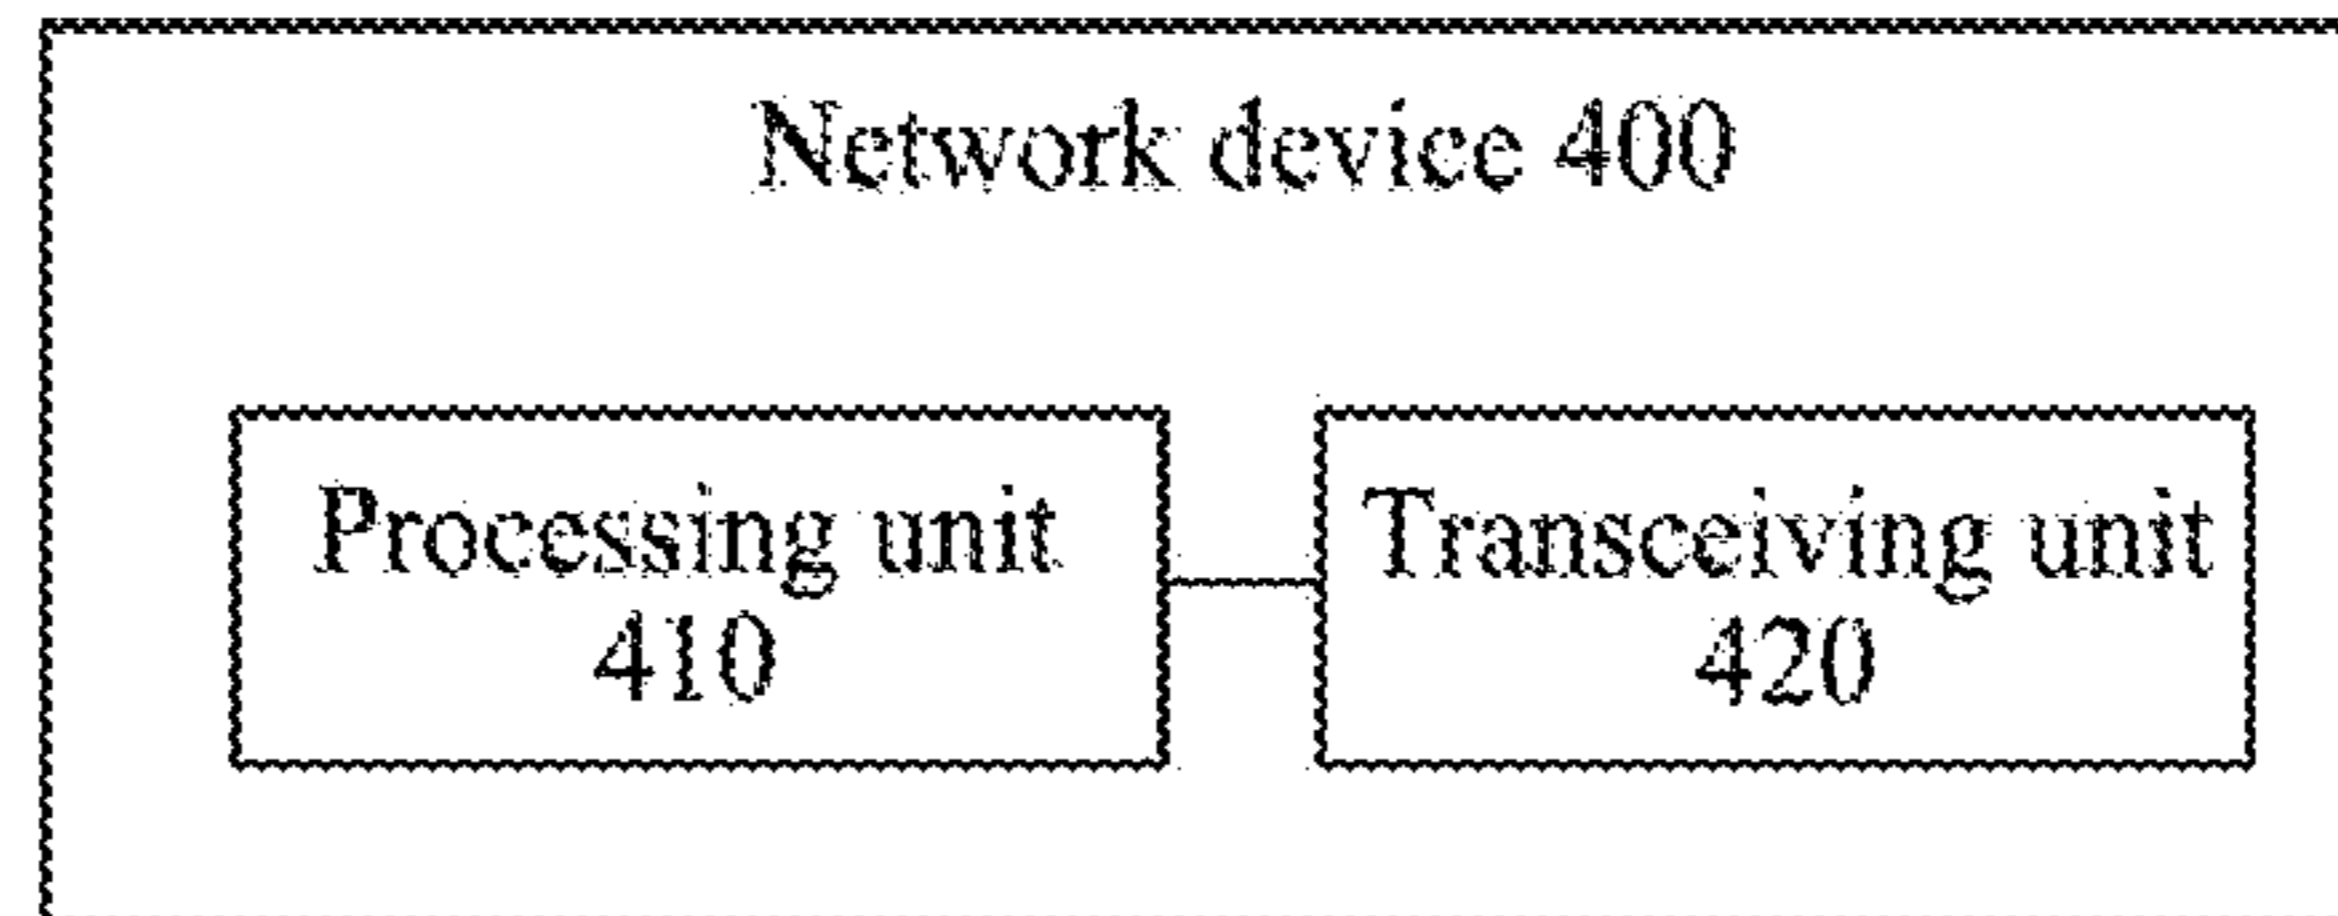 Network device 400
Processing unit
410
Transceiving unit
420